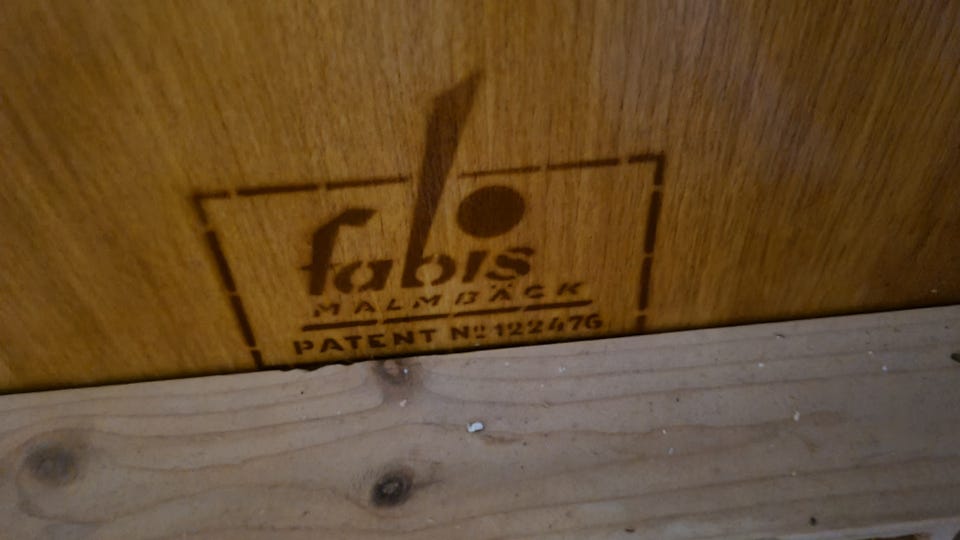 fabis
MALMBÄCK
PATENT No 122476